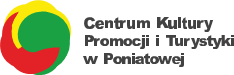 Centrum Kultury
Promocji i Turystyki
w Poniatowej